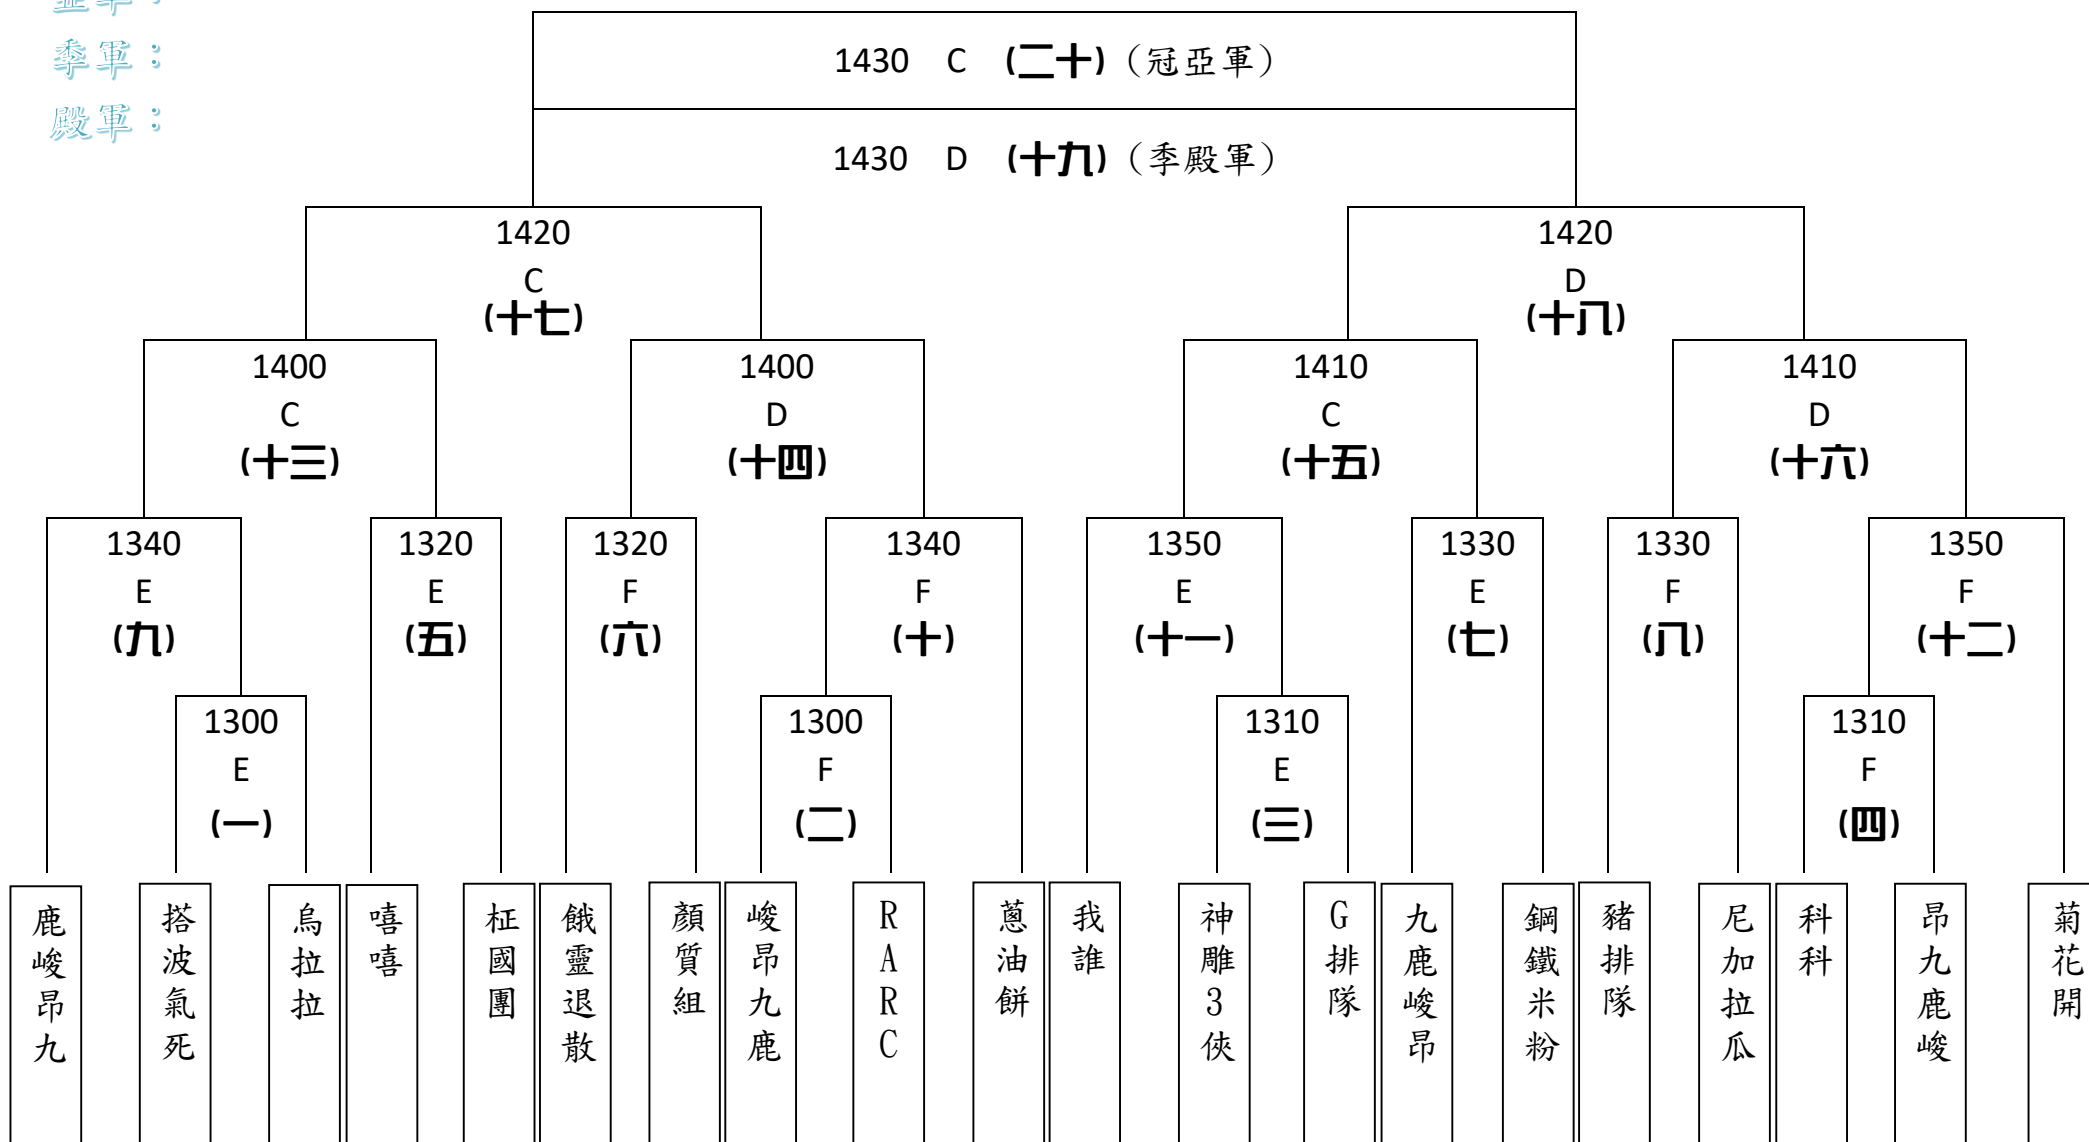 亞軍：
季軍：
殿軍：
1430 C (二十)（冠亞軍）
1430 D (十九)（季殿軍）
1420
C
(十七)
1420
D
(十八)
1400
C
(十三)
1400
D
(十四)
1410
C
(十五)
1410
D
(十六)
1340
E
(九)
1320
E
(五)
1320
F
(六)
1340
F
(十)
1350
E
(十一)
1330
E
(七)
1330
F
(八)
1350
F
(十二)
1300
E
(一)
1300
F
(二)
1310
E
(三)
1310
F
(四)
鹿峻昂九
搭波氣死
烏拉拉
嘻嘻
柾國團
餓靈退散
顏質組
峻昂九鹿
RARC
蔥油餅
我誰
神雕3俠
G排隊
九鹿峻昂
鋼鐵米粉
豬排隊
尼加拉瓜
科科
昂九鹿峻
菊花開